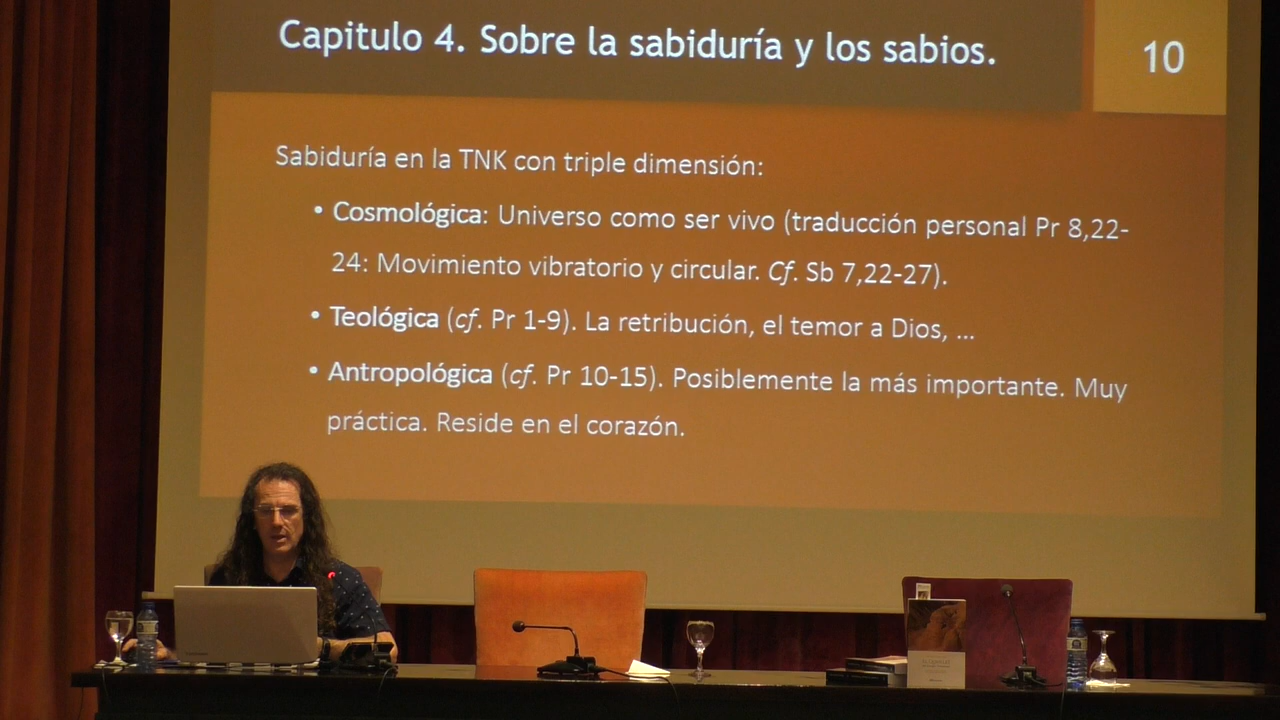 Capitulo 4. Sobre la sabiduría y los sabios.
10
Sabiduría en la TNK con triple dimensión:
• Cosmológica: Universo como ser vivo (traducción personal Pr 8,22-
24: Movimiento vibratorio y circular. Cf. Sb 7,22-27).
• Teológica (cf. Pr 1-9). La retribución, el temor a Dios, ...
• Antropológica (cf. Pr 10-15). Posiblemente la más importante. Muy
práctica. Reside en el corazón.